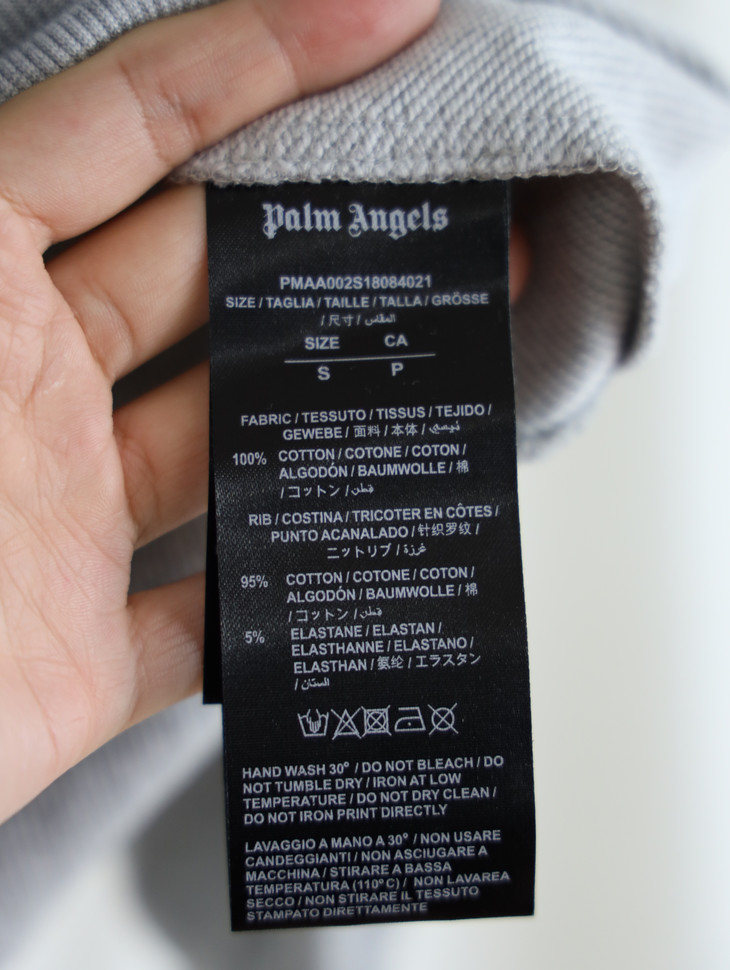 Palm Angels
PMAA002S18084021
SIZE / TAGLIA / TAILLE / TALLA / GRÖSSE
/ 尺寸 / المقاس
SIZE CA
S P
FABRIC / TESSUTO / TISSUS / TEJIDO /
GEWEBE / 面料 / 本体 /
100% COTTON / COTONE / COTON /
ALGODÓN / BAUMWOLLE / 棉
/ コットン / قطن
RIB / COSTINA / TRICOTER EN CÔTES /
PUNTO ACANALADO / 针织罗纹 /
ニットリブ / غرزة
95% COTTON / COTONE / COTON /
ALGODÓN / BAUMWOLLE / 棉
/ コットン / قطن
5% ELASTANE / ELASTAN /
ELASTHANNE / ELASTANO /
ELASTHAN / 氨纶 / エラスタン
/ الستان
HAND WASH 30° / DO NOT BLEACH / DO
NOT TUMBLE DRY / IRON AT LOW
TEMPERATURE / DO NOT DRY CLEAN /
DO NOT IRON PRINT DIRECTLY
LAVAGGIO A MANO A 30° / NON USARE
CANDEGGIANTI / NON ASCIUGARE A
MACCHINA / STIRARE A BASSA
TEMPERATURA (110°C) / NON LAVAREA
SECCO / NON STIRARE IL TESSUTO
STAMPATO DIRETTAMENTE